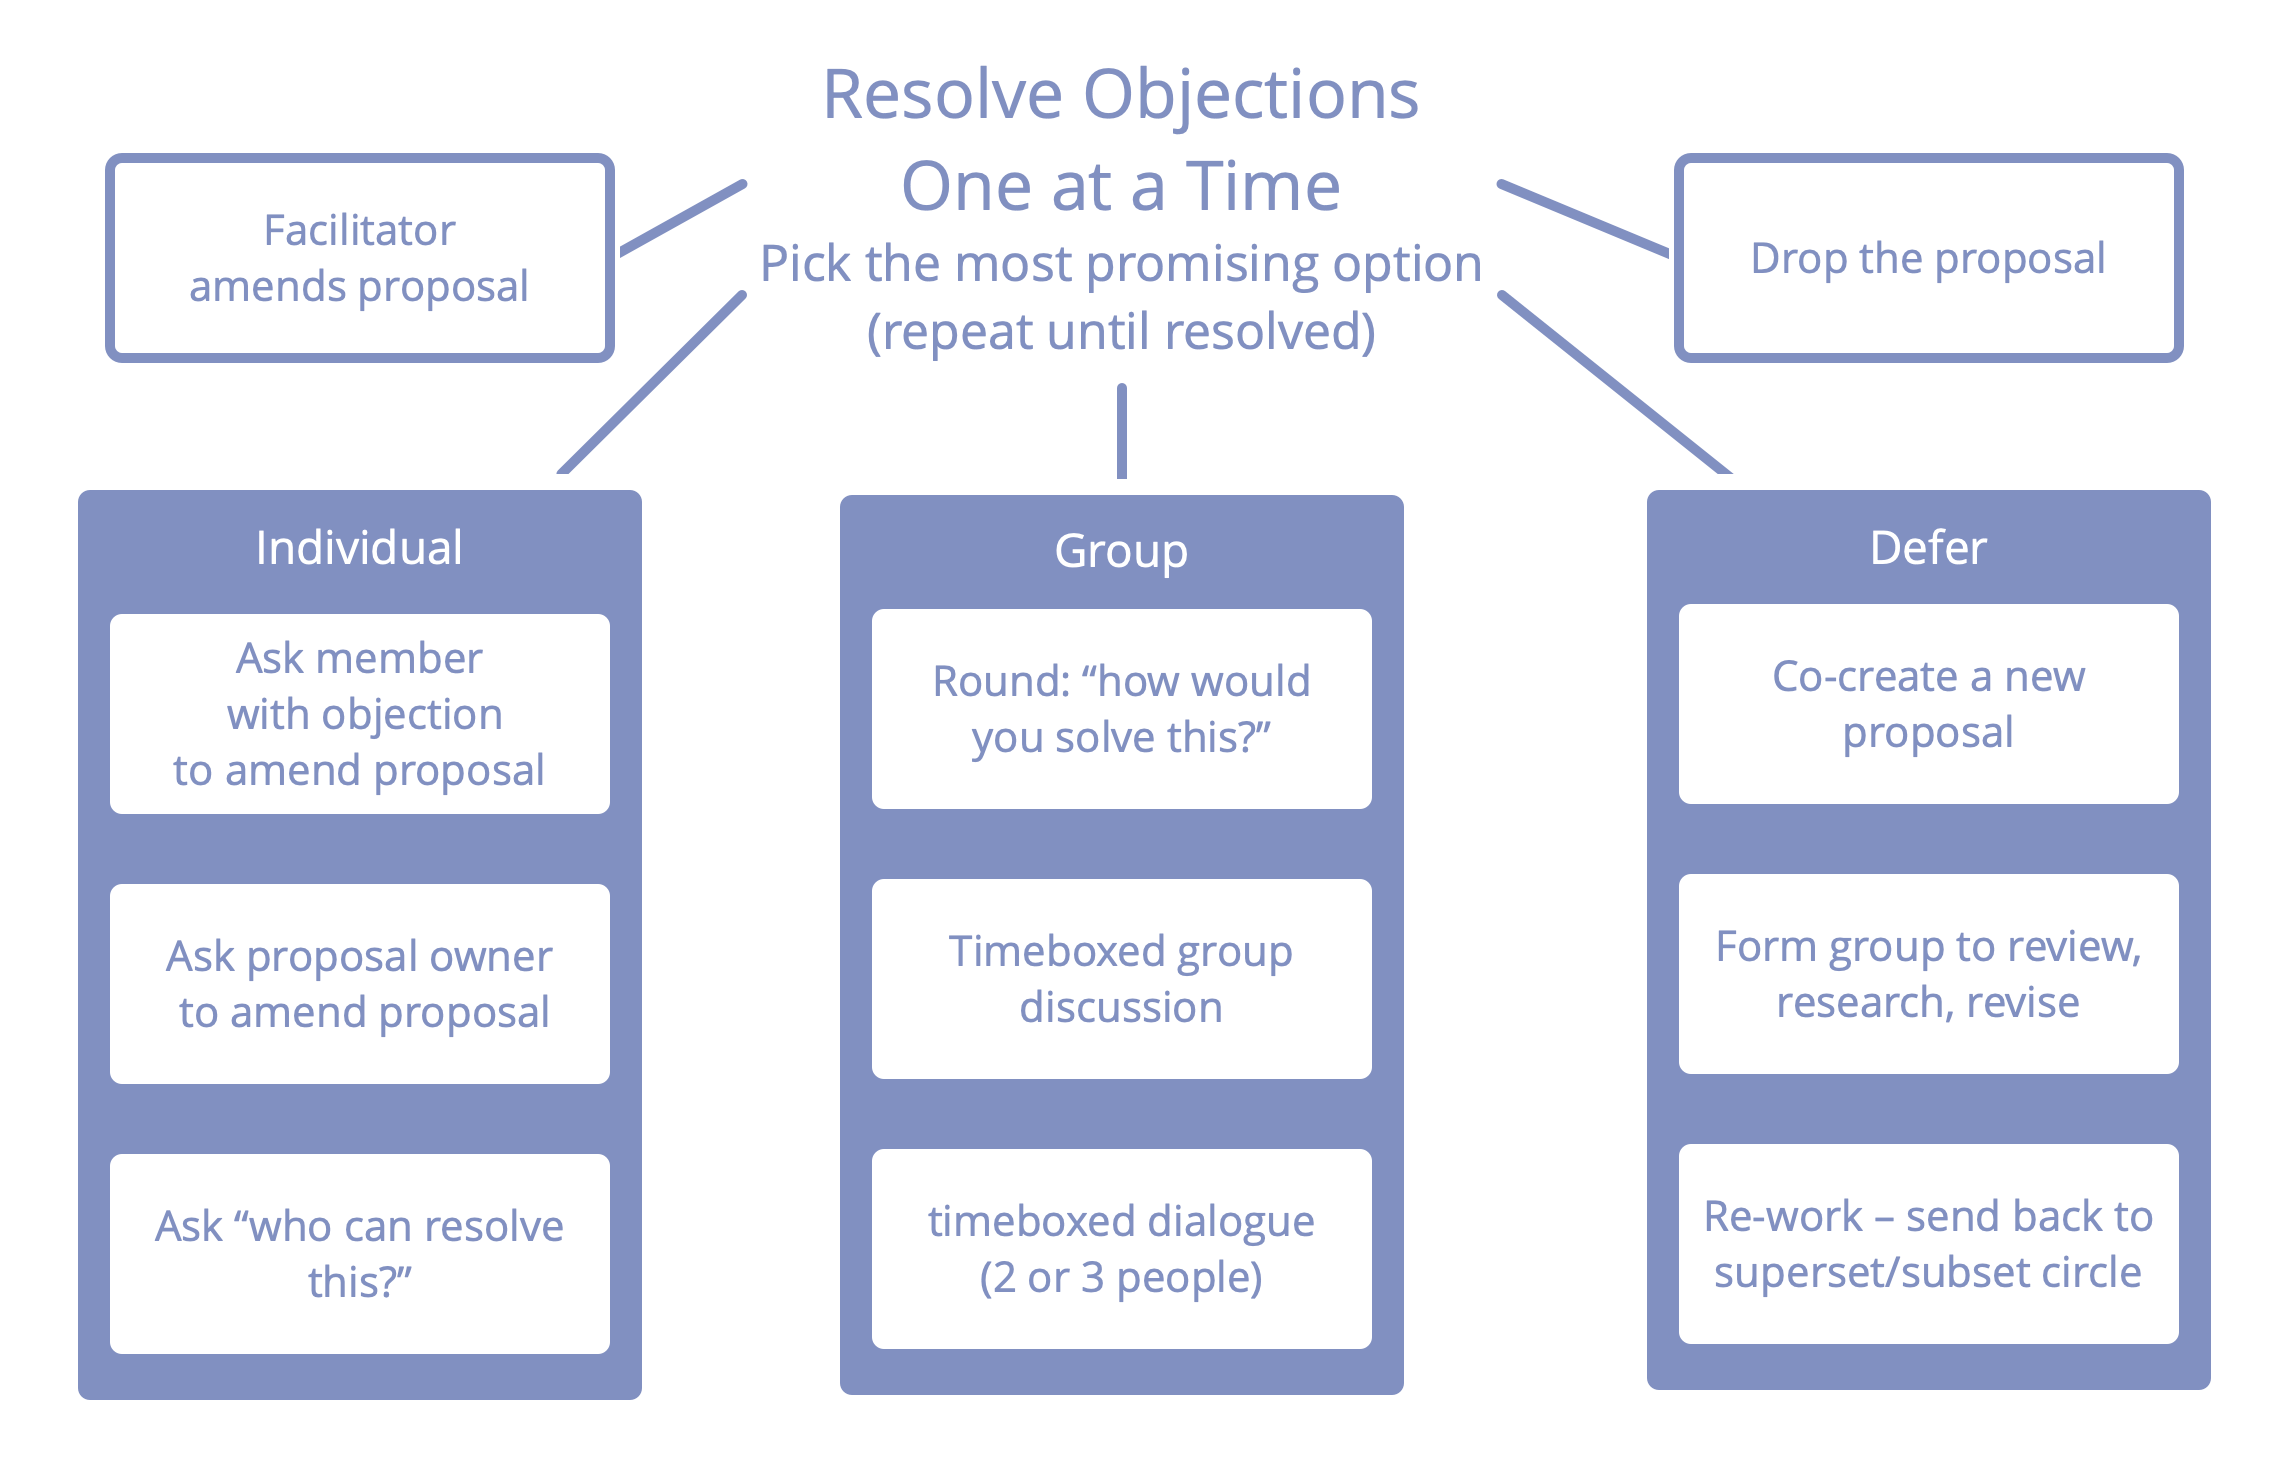 Resolve Objections
One at a Time
Pick the most promising option
(repeat until resolved)
Facilitator
amends proposal
Drop the proposal
Individual
Ask member
with objection
to amend proposal
Ask proposal owner
to amend proposal
Ask “who can resolve
this?”
Group
Round: “how would
you solve this?”
Timeboxed group
discussion
timeboxed dialogue
(2 or 3 people)
Defer
Co-create a new
proposal
Form group to review,
research, revise
Re-work – send back to
superset/subset circle